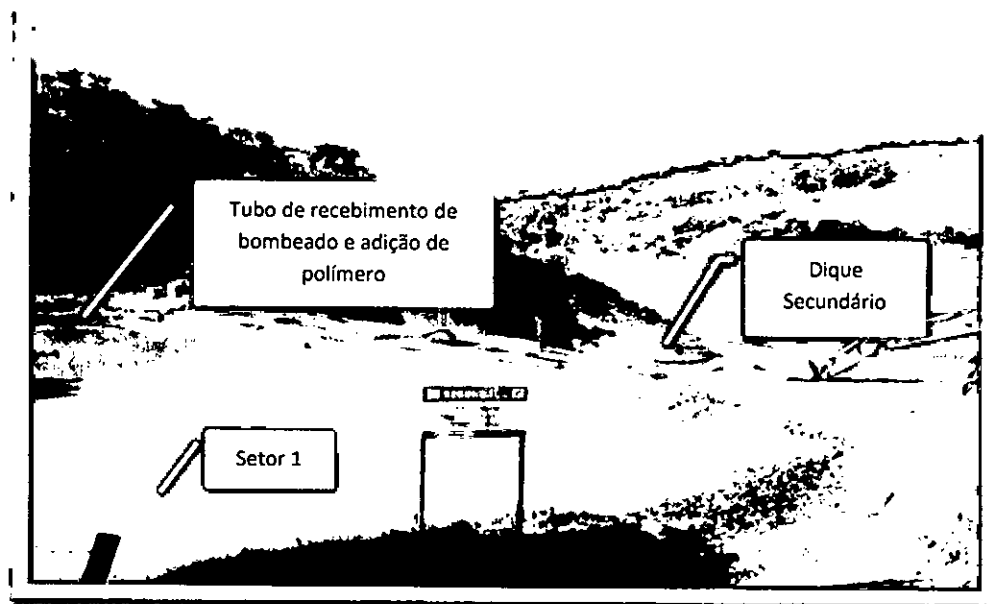 Tubo de recebimento de
bombeado e adição de
polímero
Dique
Secundário
Setor 1